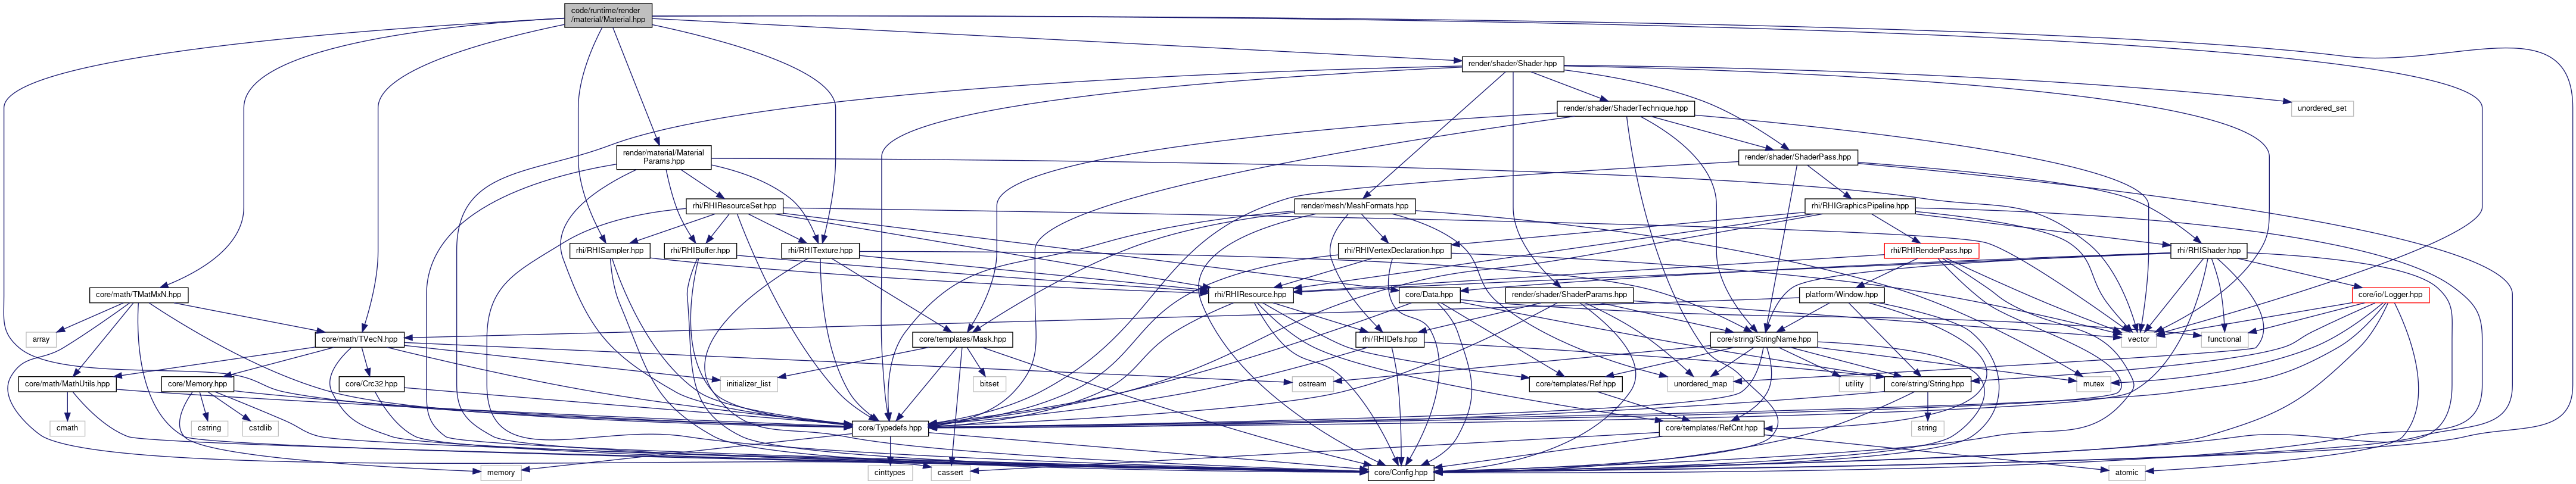 code/runtime/render
/material/Material.hpp
render/shader/Shader.hpp
render/shader/ShaderTechnique.hpp
unordered_set
render/material/Material
Params.hpp
render/shader/ShaderPass.hpp
rhi/RHIResourceSet.hpp
render/mesh/MeshFormats.hpp
rhi/RHIGraphicsPipeline.hpp
rhi/RHISampler.hpp
rhi/RHIBuffer.hpp
rhi/RHITexture.hpp
rhi/RHIVertexDeclaration.hpp
rhi/RHIRenderPass.hpp
rhi/RHIShader.hpp
core/math/TMatMxN.hpp
rhi/RHIResource.hpp
core/Data.hpp
render/shader/ShaderParams.hpp
platform/Window.hpp
core/io/Logger.hpp
array
core/math/TVecN.hpp
core/templates/Mask.hpp
rhi/RHIDefs.hpp
core/string/StringName.hpp
vector
functional
core/math/MathUtils.hpp
core/Memory.hpp
core/Crc32.hpp
initializer_list
bitset
ostream
core/templates/Ref.hpp
unordered_map
utility
core/string/String.hpp
mutex
cmath
cstring
cstdlib
core/Typedefs.hpp
core/templates/RefCnt.hpp
string
memory
cinttypes
cassert
core/Config.hpp
atomic